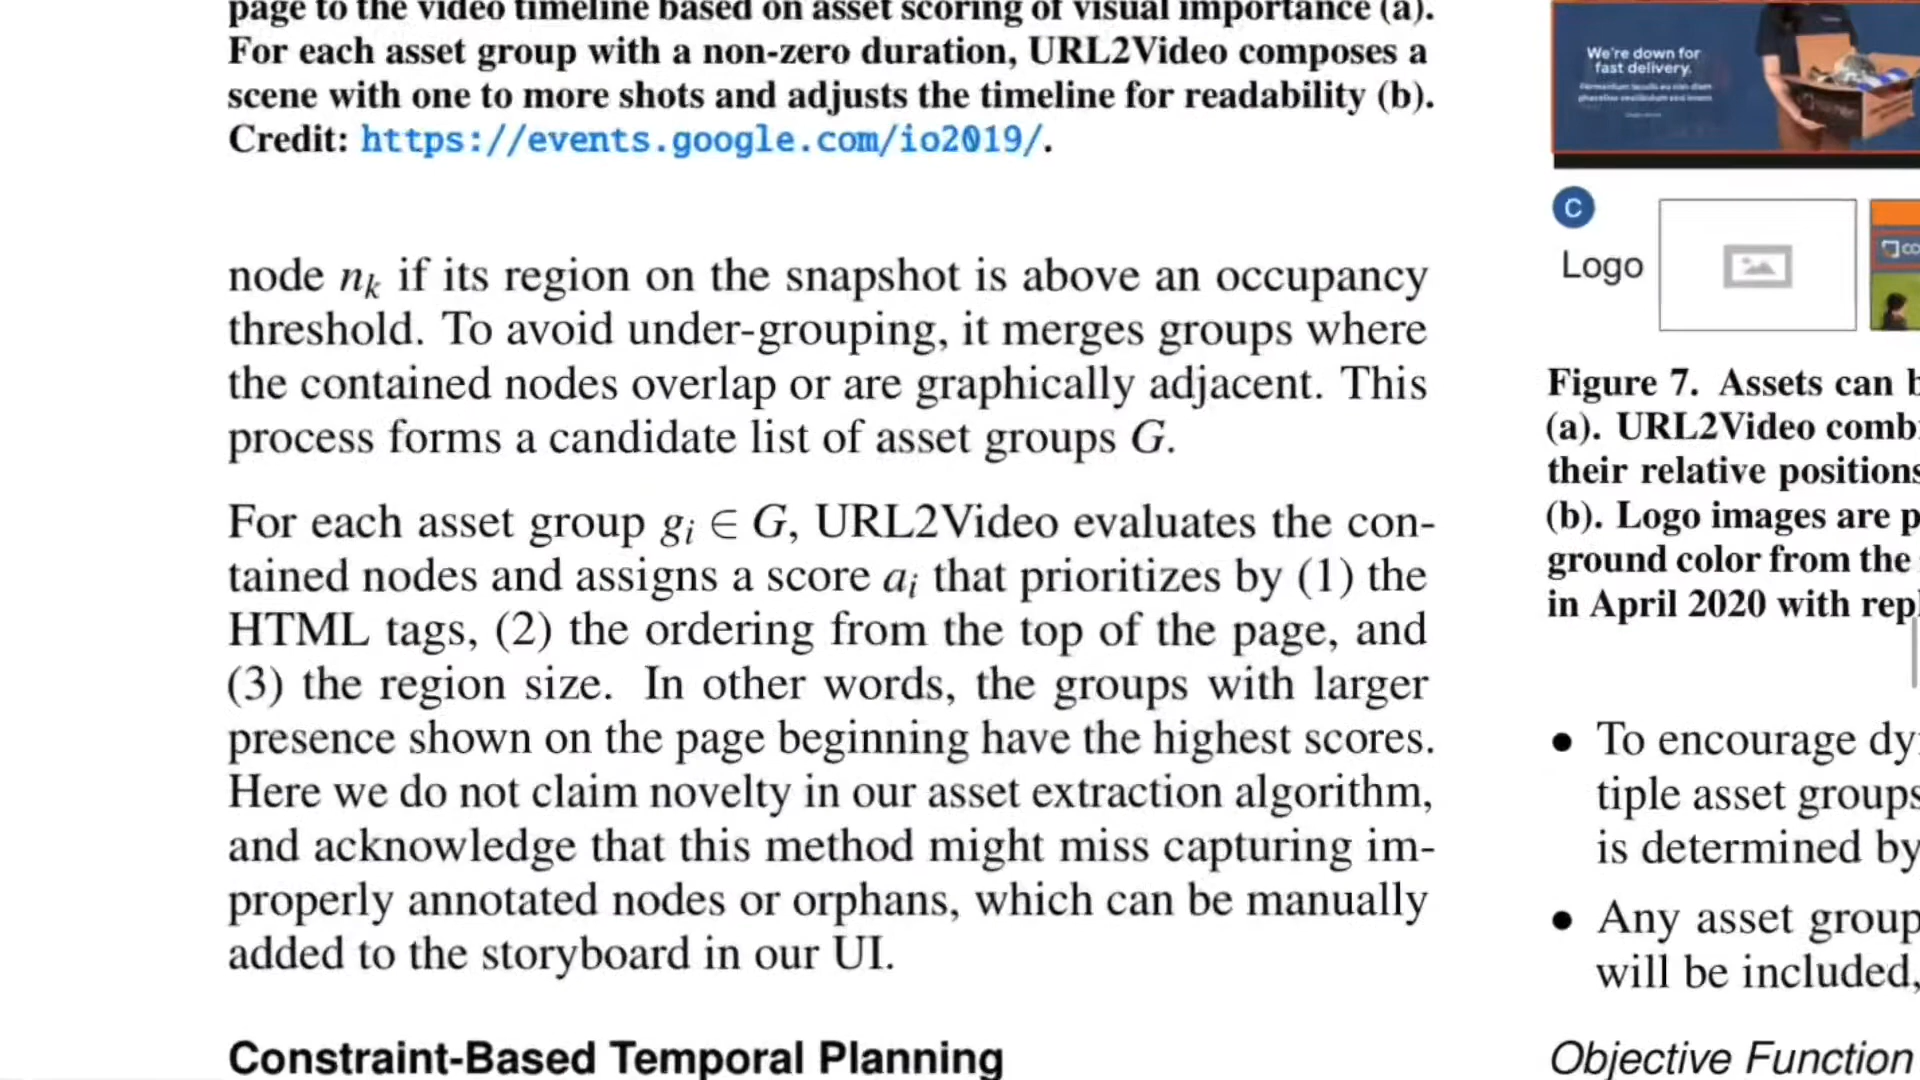 page to the video timeline based on asset scoring of visual importance (a).
For each asset group with a non-zero duration, URL2Video composes a
scene with one to more shots and adjusts the timeline for readability (b).
Credit: https://events.google.com/io2019/.
node nk if its region on the snapshot is above an occupancy
threshold. To avoid under-grouping, it merges groups where
the contained nodes overlap or are graphically adjacent. This
process forms a candidate list of asset groups G.
For each asset group gi ∈ G, URL2Video evaluates the con-
tained nodes and assigns a score ai that prioritizes by (1) the
HTML tags, (2) the ordering from the top of the page, and
(3) the region size. In other words, the groups with larger
presence shown on the page beginning have the highest scores.
Here we do not claim novelty in our asset extraction algorithm,
and acknowledge that this method might miss capturing im-
properly annotated nodes or orphans, which can be manually
added to the storyboard in our UI.
Constraint-Based Temporal Planning
We're down for
fast delivery.
C
Logo
Figure 7. Assets can
(a). URL2Video
their relative positions
(b). Logo images are
ground color from the
in April 2020 with
To encourage
tiple asset groups
is determined by
Any asset group
will be included,
Objective Function